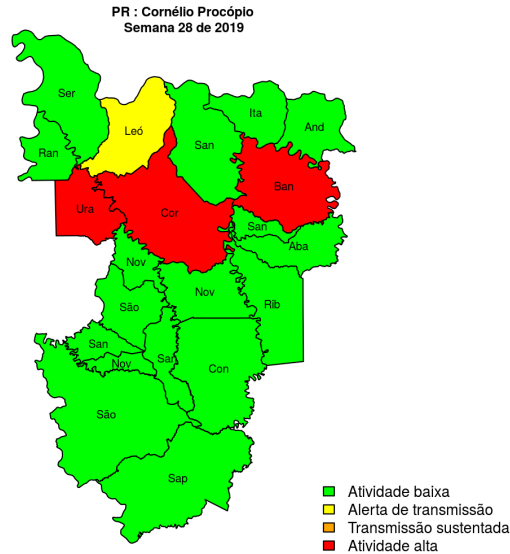 PR : Cornélio Procópio
Semana 28 de 2019
Ser
Ita
Leó
And
San
Ran
Ban
Ura
Cor
San
Aba
Nov
Nov
Rib
São
San
San
Nov
Con
São
Sap
Atividade baixa
Alerta de transmissão
Transmissão sustentada
Atividade alta